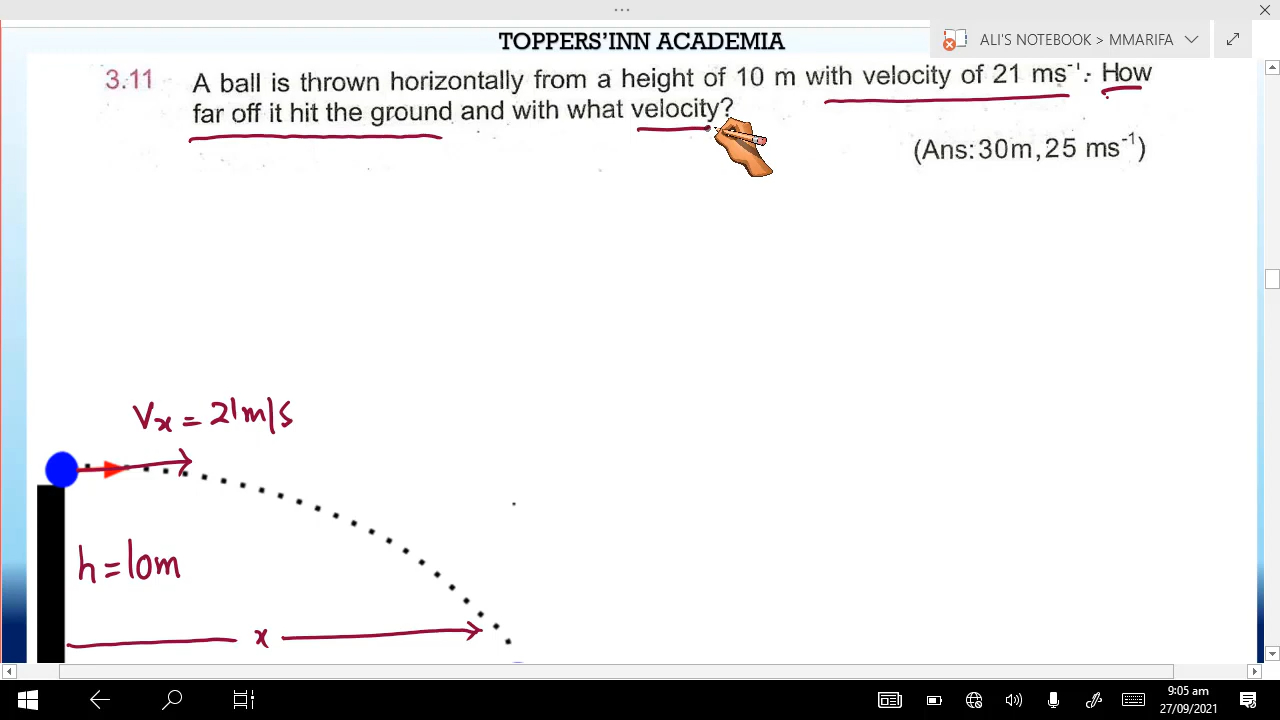 TOPPERS'INN ACADEMIA
ALI'S NOTEBOOK > MMARIFA
3.11 A ball is thrown horizontally from a height of 10 m with velocity of 21 ms⁻¹. How
far off it hit the ground and with what velocity?
(Ans: 30m, 25 ms⁻¹)
Vx = 21m/s
h = 10m
x
9:05 am
27/09/2021